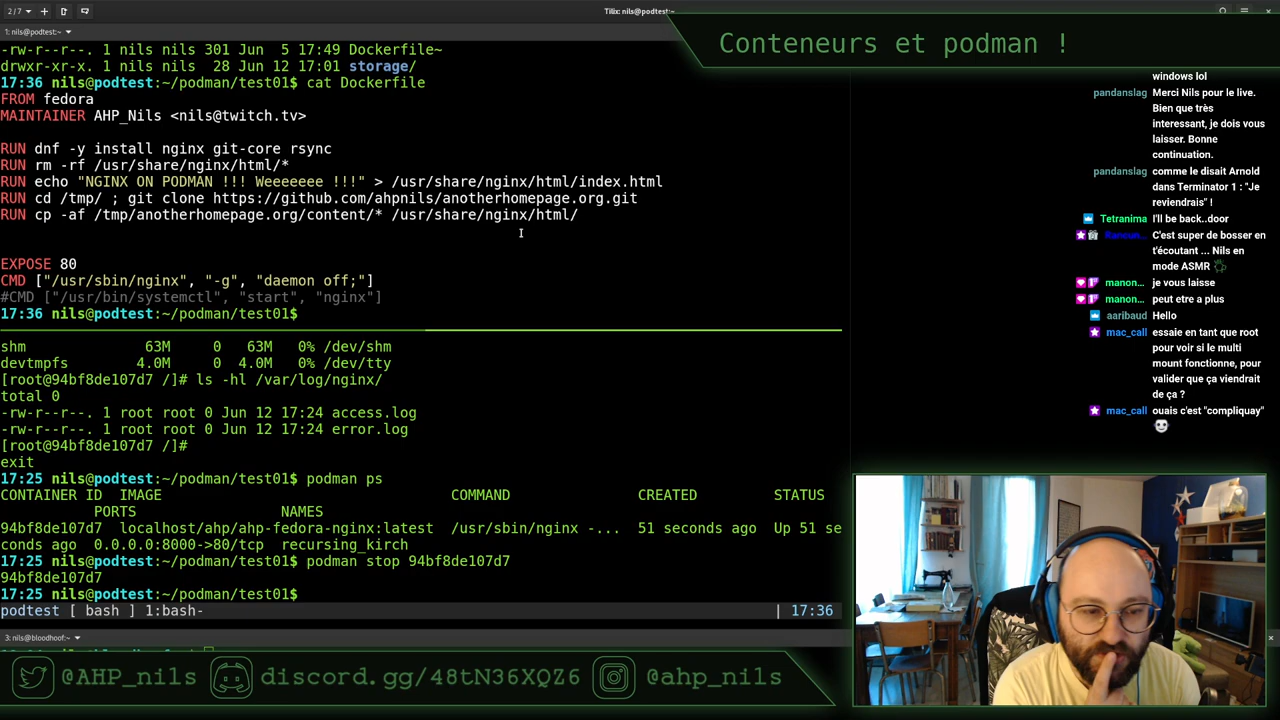 2/7
Tilix: nils@podtest:~
1: nils@podtest:~
Conteneurs et podman !
-rw-r--r--. 1 nils nils 301 Jun  5 17:49 Dockerfile~
drwxr-xr-x. 1 nils nils  28 Jun 12 17:01 storage/
17:36 nils@podtest:~/podman/test01$ cat Dockerfile
FROM fedora
MAINTAINER AHP_Nils <nils@twitch.tv>
RUN dnf -y install nginx git-core rsync
RUN rm -rf /usr/share/nginx/html/*
RUN echo "NGINX ON PODMAN !!! Weeeeeee !!!" > /usr/share/nginx/html/index.html
RUN cd /tmp/ ; git clone https://github.com/ahpnils/anotherhomepage.org.git
RUN cp -af /tmp/anotherhomepage.org/content/* /usr/share/nginx/html/
EXPOSE 80
CMD ["/usr/sbin/nginx", "-g", "daemon off;"]
#CMD ["/usr/bin/systemctl", "start", "nginx"]
17:36 nils@podtest:~/podman/test01$
shm              63M     0   63M   0% /dev/shm
devtmpfs        4.0M     0  4.0M   0% /dev/tty
[root@94bf8de107d7 /]# ls -hl /var/log/nginx/
total 0
-rw-r--r--. 1 root root 0 Jun 12 17:24 access.log
-rw-r--r--. 1 root root 0 Jun 12 17:24 error.log
[root@94bf8de107d7 /]#
exit
17:25 nils@podtest:~/podman/test01$ podman ps
CONTAINER ID  IMAGE                             COMMAND               CREATED         STATUS
PORTS                 NAMES
94bf8de107d7  localhost/ahp/ahp-fedora-nginx:latest  /usr/sbin/nginx -...  51 seconds ago  Up 51 se
conds ago  0.0.0.0:8000->80/tcp  recursing_kirch
17:25 nils@podtest:~/podman/test01$ podman stop 94bf8de107d7
94bf8de107d7
17:25 nils@podtest:~/podman/test01$
podtest [ bash ] 1:bash- | 17:36
3: nils@bloodhoof:~
windows lol
pandanslag Merci Nils pour le live.
Bien que très
interessant, je dois vous
laisser. Bonne
continuation.
pandanslag comme le disait Arnold
dans Terminator 1 : "Je
reviendrais" !
Tetranima I'll be back..door
C'est super de bosser en
t'écoutant ... Nils en
mode ASMR
manon... je vous laisse
manon... peut etre a plus
aaribaud Hello
mac_call essaie en tant que root
pour voir si le multi
mount fonctionne, pour
valider que ça viendrait
de ça ?
mac_call ouais c'est "compliquay"
@AHP_nils discord.gg/48tN36XQZ6 @ahp_nils